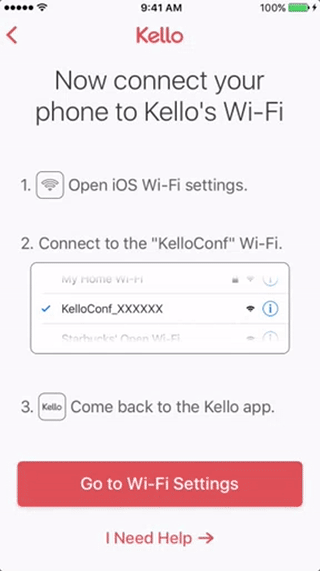 9:41 AM 100%
Kello
Now connect your
phone to Kello's Wi-Fi
1. Open iOS Wi-Fi settings.
2. Connect to the "KelloConf" Wi-Fi.
My Home Wi-Fi
KelloConf_XXXXXX
Starbucks' Open Wi-Fi
3. Kello Come back to the Kello app.
Go to Wi-Fi Settings
I Need Help →